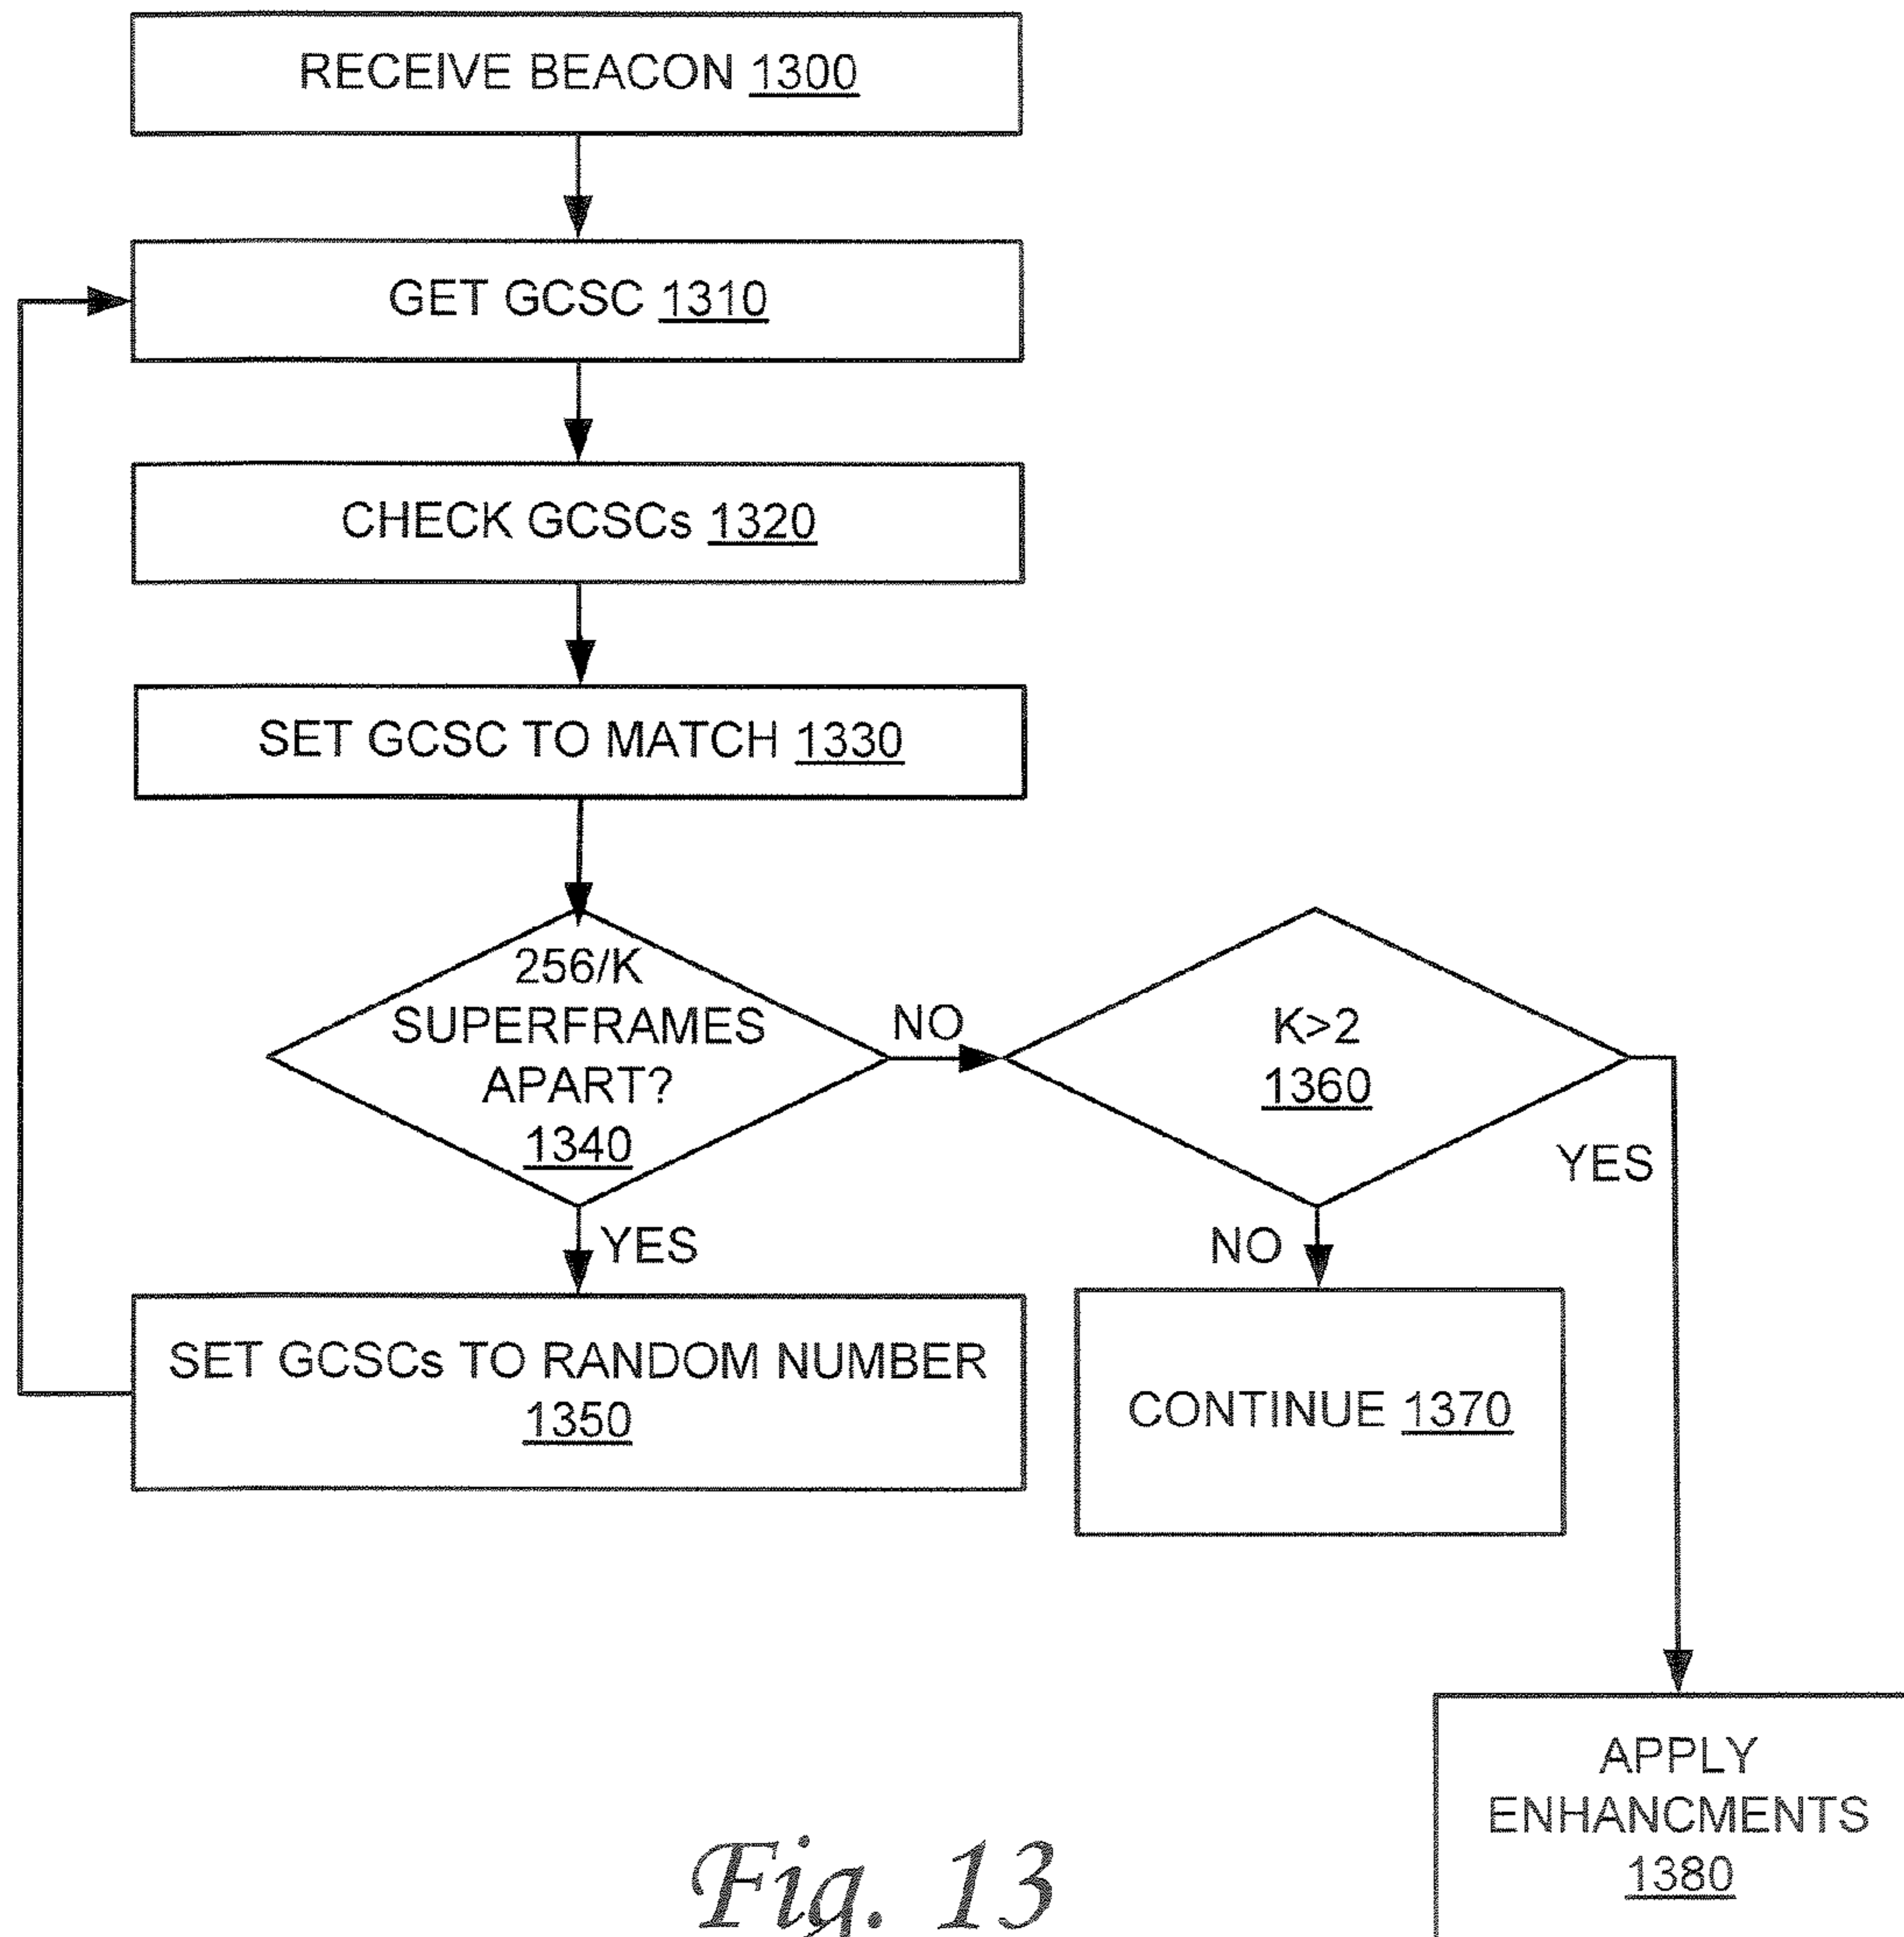 RECEIVE BEACON 1300
GET GCSC 1310
CHECK GCSCs 1320
SET GCSC TO MATCH 1330
256/K
SUPERFRAMES
APART?
1340
NO
K>2
1360
YES
YES
NO
SET GCSCs TO RANDOM NUMBER
1350
CONTINUE 1370
APPLY
ENHANCMENTS
1380
Fig. 13